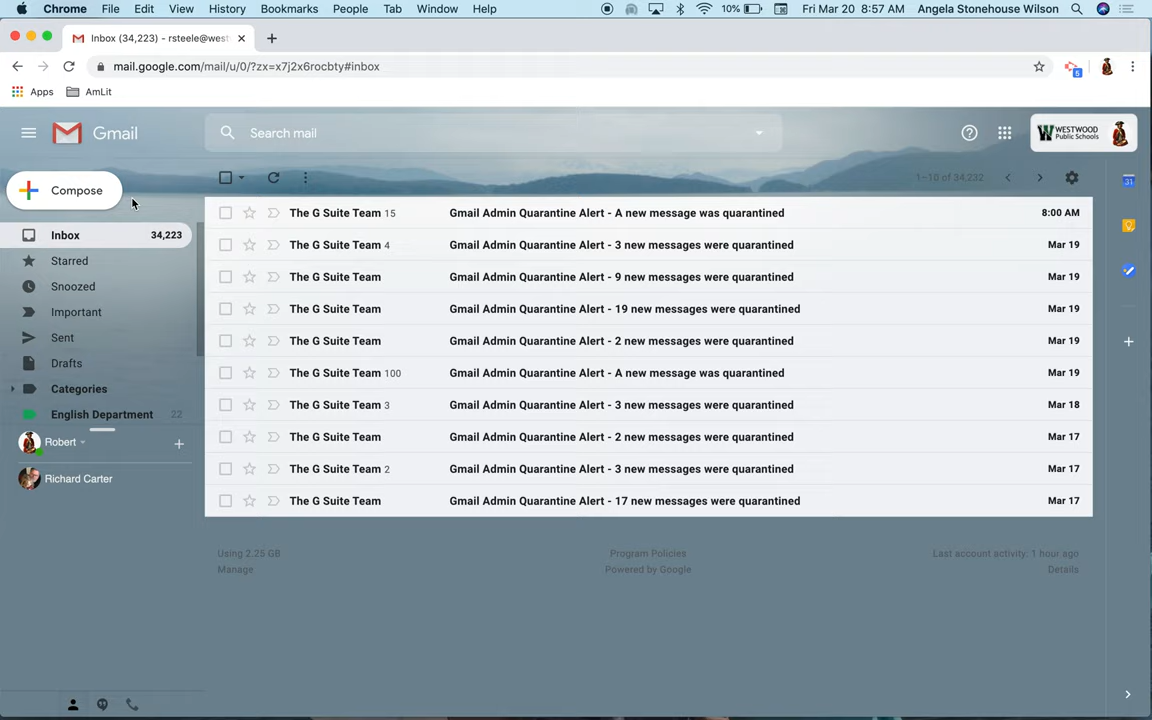 Chrome File Edit View History Bookmarks People Tab Window Help 10% Fri Mar 20 8:57 AM Angela Stonehouse Wilson
Inbox (34,223) - rsteele@west
mail.google.com/mail/u/0/?zx=x7j2x6rocbty#inbox 5
Apps AmLit
Gmail Search mail WESTWOOD Public Schools
Compose 1–10 of 34,232 31
The G Suite Team 15 Gmail Admin Quarantine Alert - A new message was quarantined 8:00 AM
Inbox 34,223
The G Suite Team 4 Gmail Admin Quarantine Alert - 3 new messages were quarantined Mar 19
Starred
The G Suite Team Gmail Admin Quarantine Alert - 9 new messages were quarantined Mar 19
Snoozed
The G Suite Team Gmail Admin Quarantine Alert - 19 new messages were quarantined Mar 19
Important
The G Suite Team Gmail Admin Quarantine Alert - 2 new messages were quarantined Mar 19
Sent
Drafts
The G Suite Team 100 Gmail Admin Quarantine Alert - A new message was quarantined Mar 19
Categories
The G Suite Team 3 Gmail Admin Quarantine Alert - 3 new messages were quarantined Mar 18
English Department 22
The G Suite Team Gmail Admin Quarantine Alert - 2 new messages were quarantined Mar 17
Robert
The G Suite Team 2 Gmail Admin Quarantine Alert - 3 new messages were quarantined Mar 17
Richard Carter
The G Suite Team Gmail Admin Quarantine Alert - 17 new messages were quarantined Mar 17
Using 2.25 GB Program Policies Last account activity: 1 hour ago
Manage Powered by Google Details